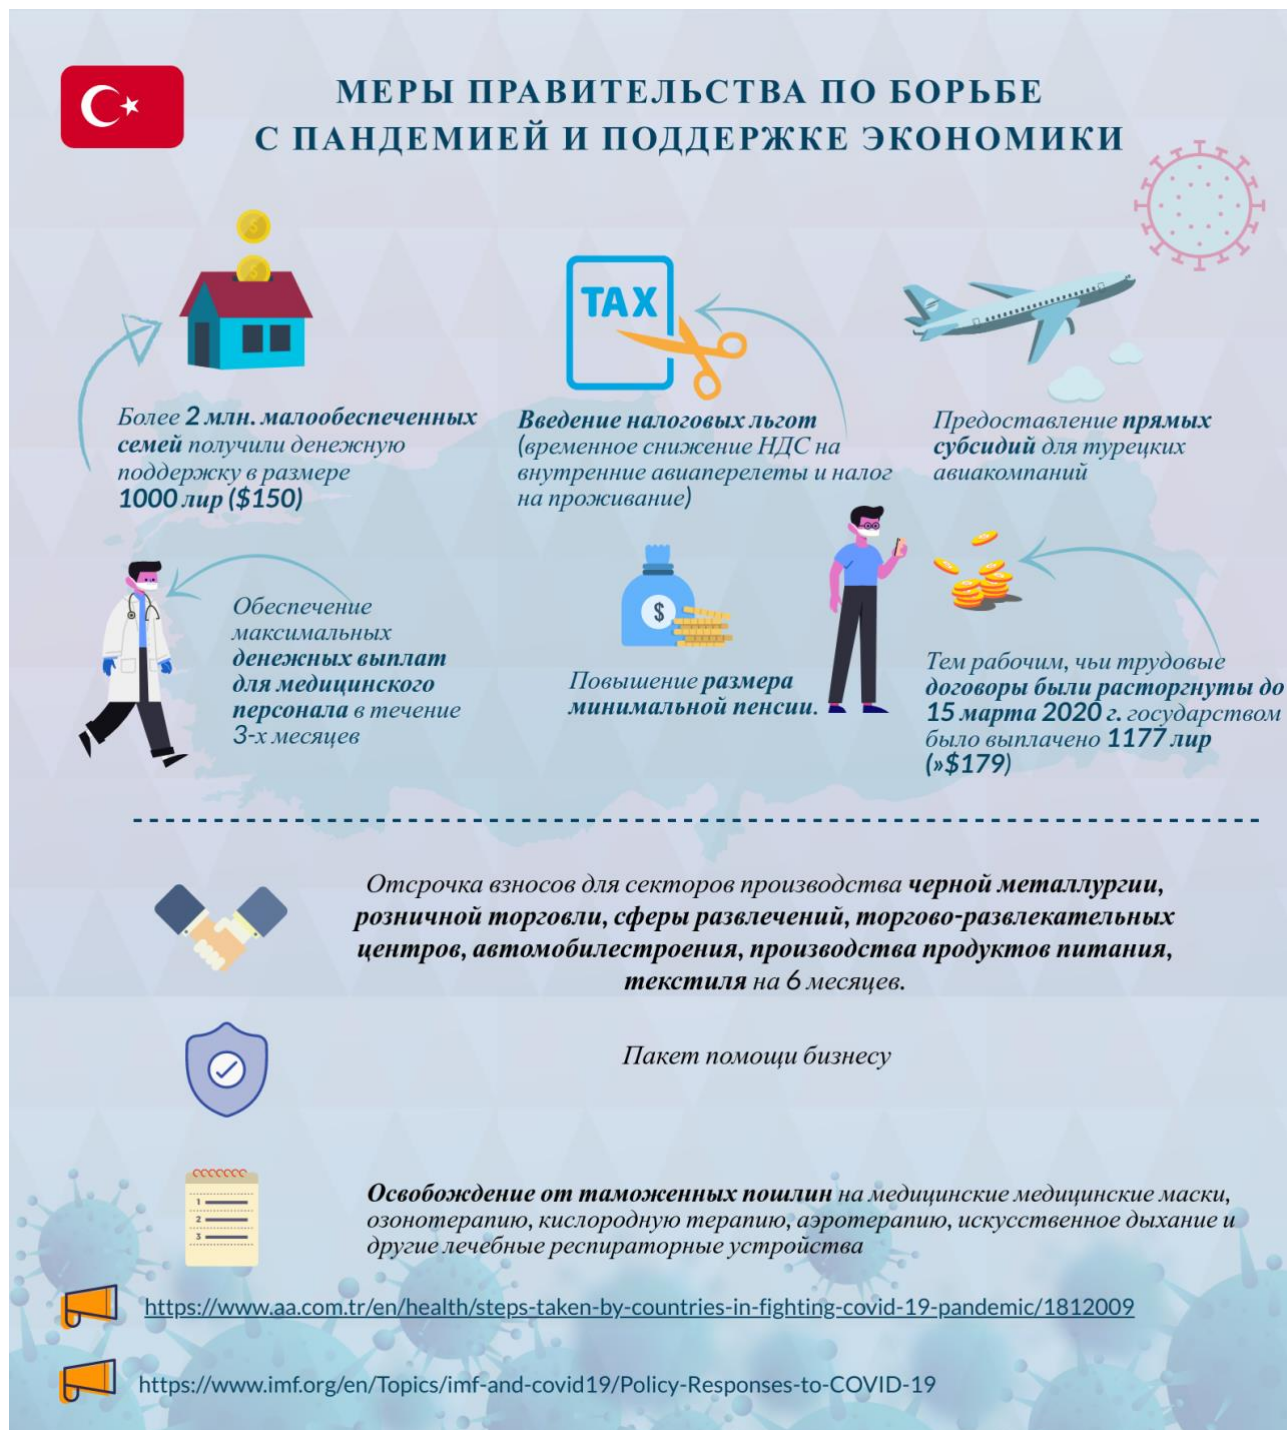 МЕРЫ ПРАВИТЕЛЬСТВА ПО БОРЬБЕ
С ПАНДЕМИЕЙ И ПОДДЕРЖКЕ ЭКОНОМИКИ
TAX
Более 2 млн. малообеспеченных
семей получили денежную
поддержку в размере
1000 лир ($150)
Введение налоговых льгот
(временное снижение НДС на
внутренние авиаперелеты и налог
на проживание)
Предоставление прямых
субсидий для турецких
авиакомпаний
Обеспечение
максимальных
денежных выплат
для медицинского
персонала в течение
3-х месяцев
$
Повышение размера
минимальной пенсии.
Тем рабочим, чьи трудовые
договоры были расторгнуты до
15 марта 2020 г. государством
было выплачено 1177 лир
(»$179)
Отсрочка взносов для секторов производства черной металлургии,
розничной торговли, сферы развлечений, торгово-развлекательных
центров, автомобилестроения, производства продуктов питания,
текстиля на 6 месяцев.
Пакет помощи бизнесу
1
2
3
Освобождение от таможенных пошлин на медицинские медицинские маски,
озонотерапию, кислородную терапию, аэротерапию, искусственное дыхание и
другие лечебные респираторные устройства
https://www.aa.com.tr/en/health/steps-taken-by-countries-in-fighting-covid-19-pandemic/1812009
https://www.imf.org/en/Topics/imf-and-covid19/Policy-Responses-to-COVID-19